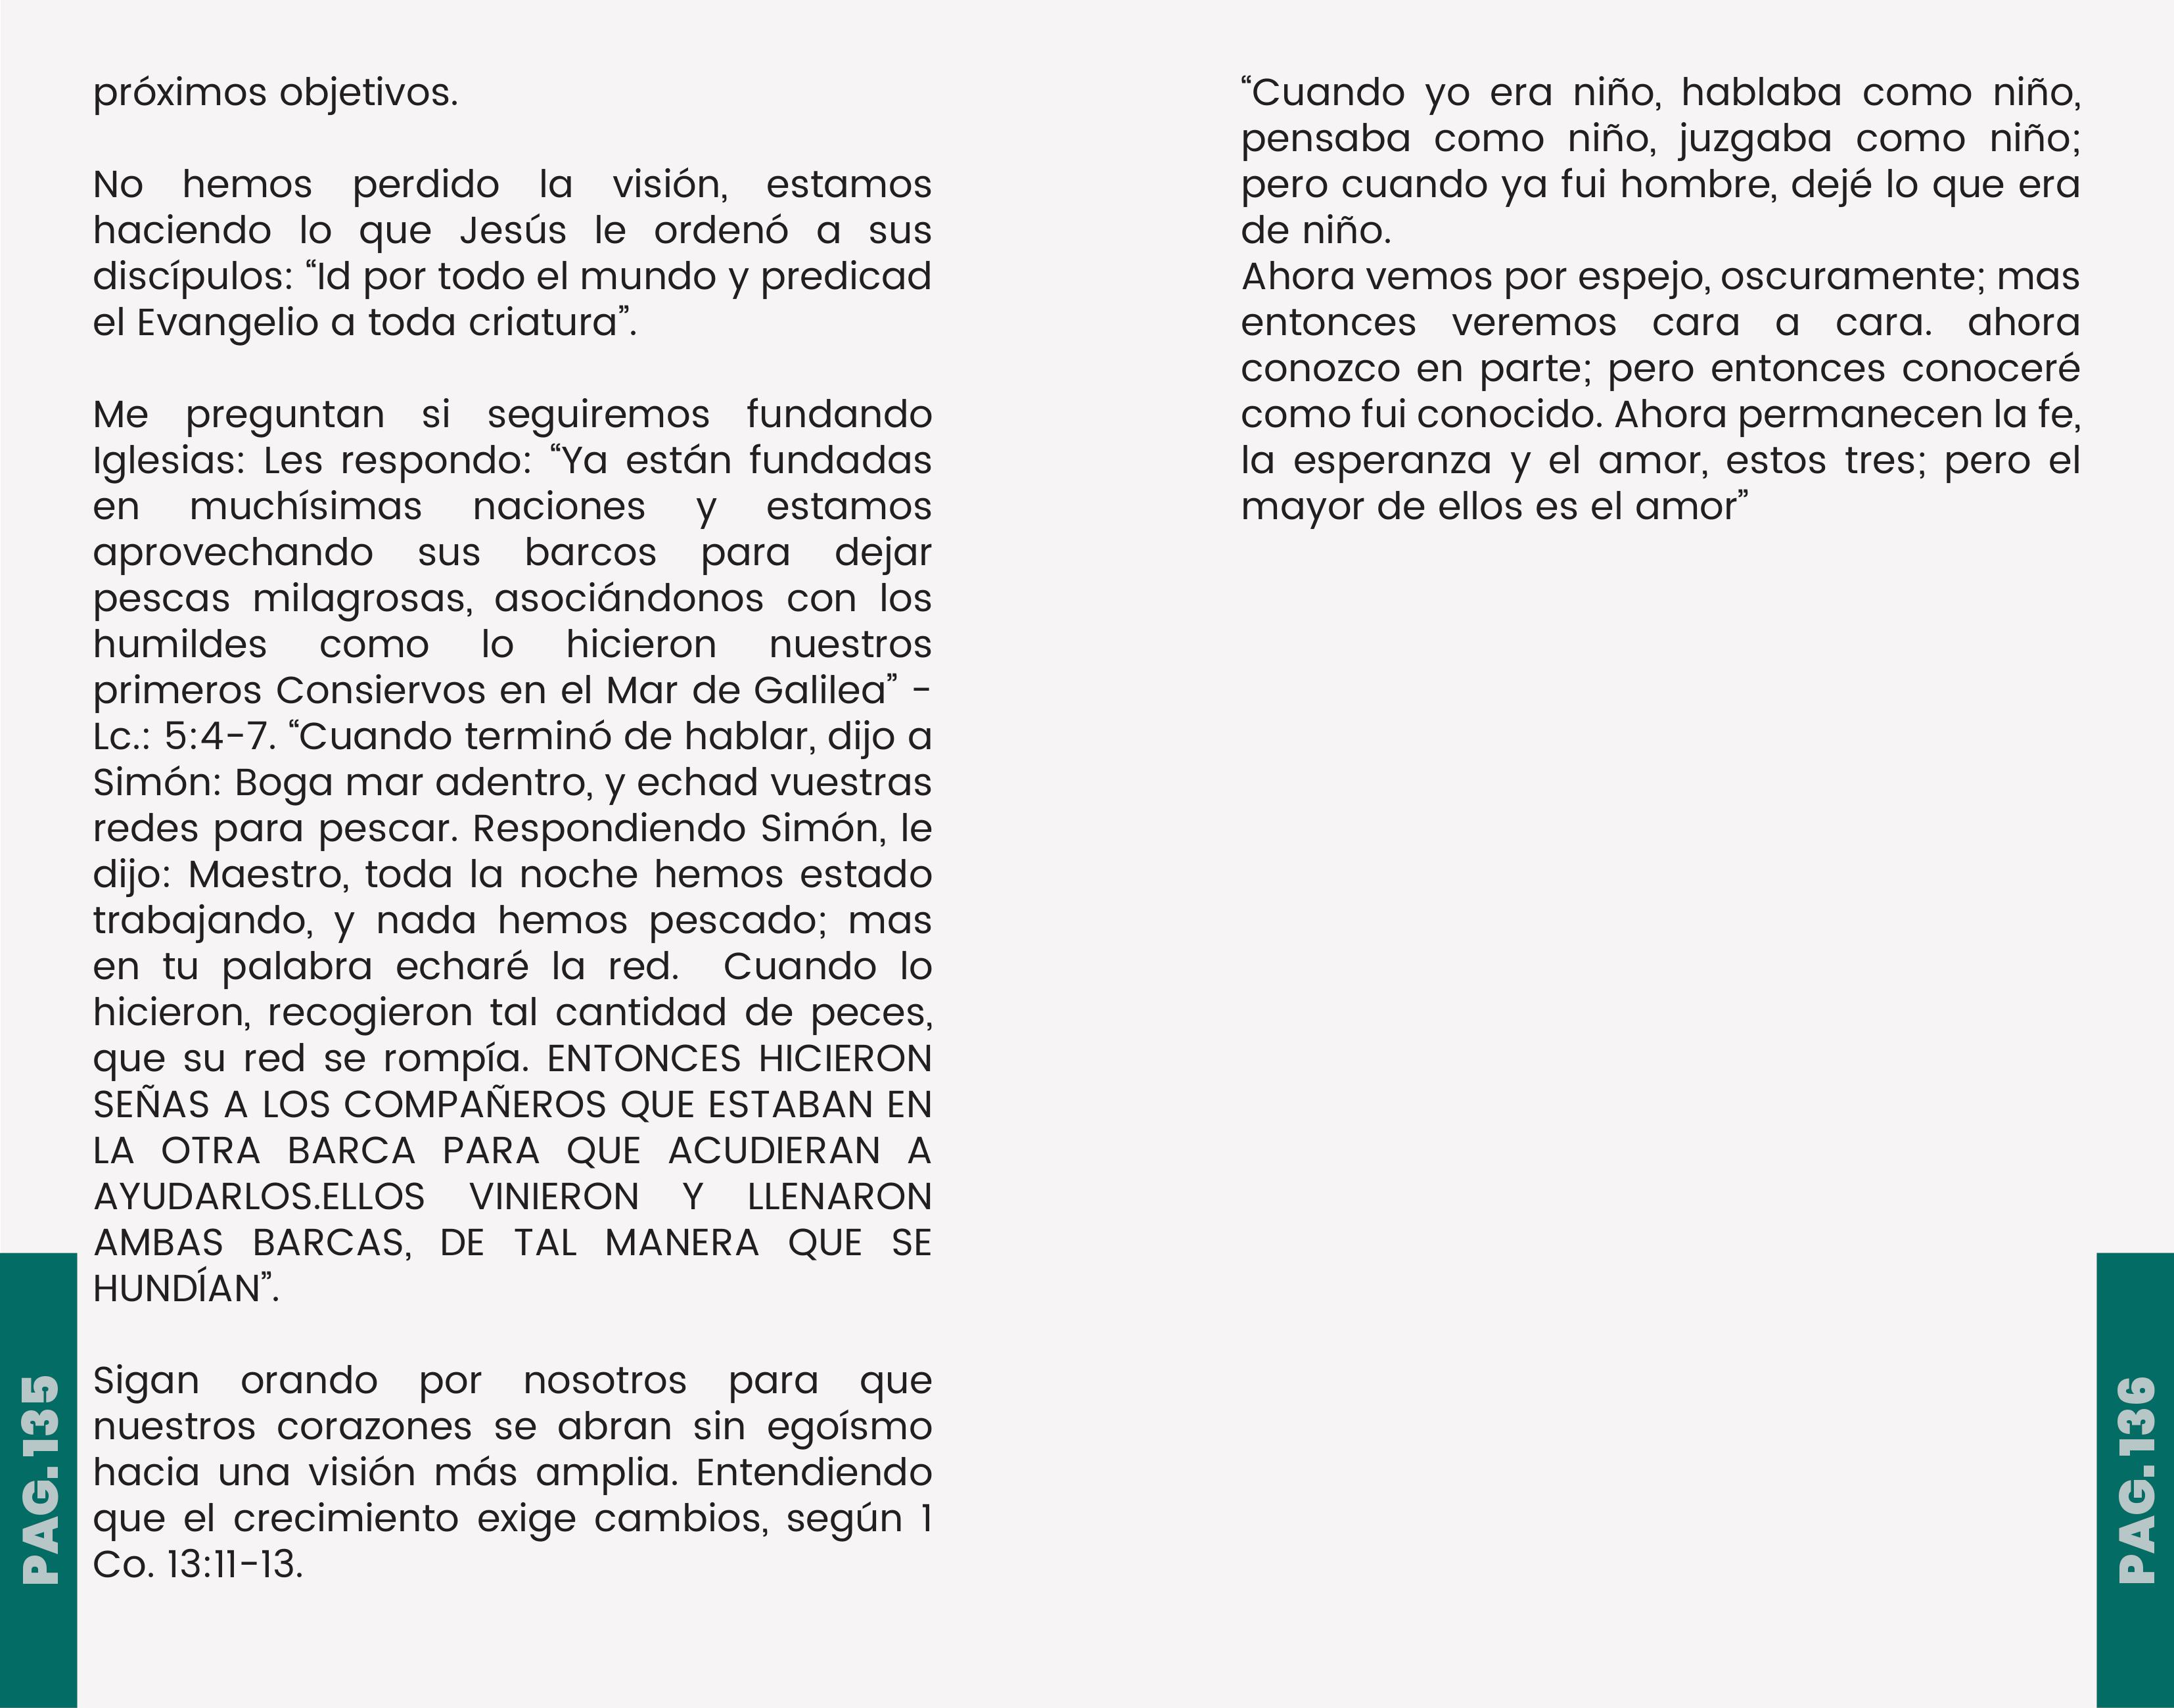 próximos objetivos.
No hemos perdido la visión, estamos
haciendo lo que Jesús le ordenó a sus
discípulos: “Id por todo el mundo y predicad
el Evangelio a toda criatura”.
Me preguntan si seguiremos fundando
Iglesias: Les respondo: “Ya están fundadas
en muchísimas naciones y estamos
aprovechando sus barcos para dejar
pescas milagrosas, asociándonos con los
humildes como lo hicieron nuestros
primeros Consiervos en el Mar de Galilea” -
Lc.: 5:4-7. “Cuando terminó de hablar, dijo a
Simón: Boga mar adentro, y echad vuestras
redes para pescar. Respondiendo Simón, le
dijo: Maestro, toda la noche hemos estado
trabajando, y nada hemos pescado; mas
en tu palabra echaré la red.  Cuando lo
hicieron, recogieron tal cantidad de peces,
que su red se rompía. ENTONCES HICIERON
SEÑAS A LOS COMPAÑEROS QUE ESTABAN EN
LA OTRA BARCA PARA QUE ACUDIERAN A
AYUDARLOS.ELLOS VINIERON Y LLENARON
AMBAS BARCAS, DE TAL MANERA QUE SE
HUNDÍAN”.
Sigan orando por nosotros para que
nuestros corazones se abran sin egoísmo
hacia una visión más amplia. Entendiendo
que el crecimiento exige cambios, según 1
Co. 13:11-13.
PAG. 135
“Cuando yo era niño, hablaba como niño,
pensaba como niño, juzgaba como niño;
pero cuando ya fui hombre, dejé lo que era
de niño.
Ahora vemos por espejo, oscuramente; mas
entonces veremos cara a cara. ahora
conozco en parte; pero entonces conoceré
como fui conocido. Ahora permanecen la fe,
la esperanza y el amor, estos tres; pero el
mayor de ellos es el amor”
PAG. 136